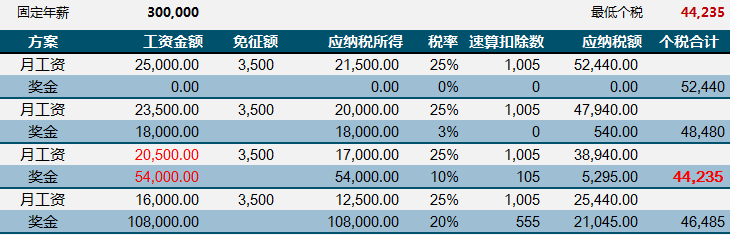 固定年薪 300,000 最低个税 44,235
方案 工资金额 免征额 应纳税所得 税率 速算扣除数 应纳税额 个税合计
月工资 25,000.00 3,500 21,500.00 25% 1,005 52,440.00
奖金 0.00 0.00 0% 0 0.00 52,440
月工资 23,500.00 3,500 20,000.00 25% 1,005 47,940.00
奖金 18,000.00 18,000.00 3% 0 540.00 48,480
月工资 20,500.00 3,500 17,000.00 25% 1,005 38,940.00
奖金 54,000.00 54,000.00 10% 105 5,295.00 44,235
月工资 16,000.00 3,500 12,500.00 25% 1,005 25,440.00
奖金 108,000.00 108,000.00 20% 555 21,045.00 46,485